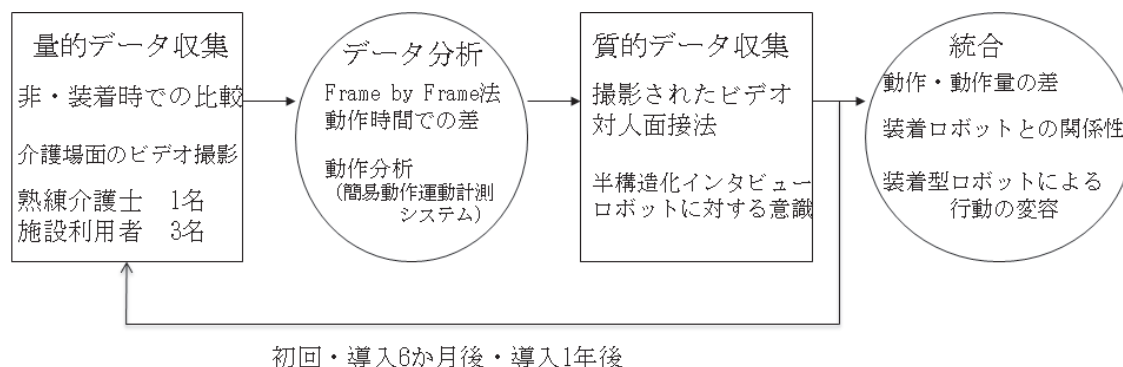 量的データ収集
非・装着時での比較
介護場面のビデオ撮影
熟練介護士　1名
施設利用者　3名
データ分析
Frame by Frame法
動作時間での差
動作分析
(簡易動作運動計測
システム)
質的データ収集
撮影されたビデオ
対人面接法
半構造化インタビュー
ロボットに対する意識
統合
動作・動作量の差
装着ロボットとの関係性
装着型ロボットによる
行動の変容
初回・導入6か月後・導入1年後